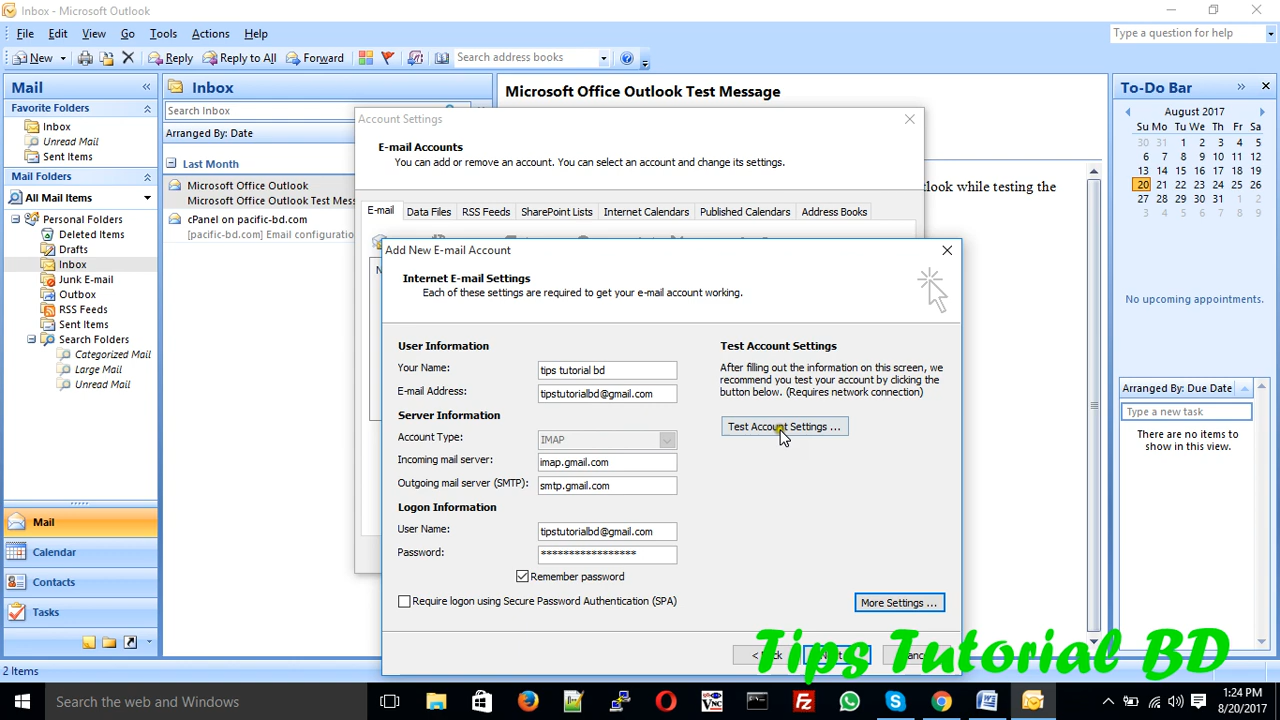 Inbox - Microsoft Outlook
File Edit View Go Tools Actions Help
Type a question for help
New Reply Reply to All Forward Search address books
Mail
Favorite Folders
Inbox
Unread Mail
Sent Items
Mail Folders
All Mail Items
Personal Folders
Deleted Items
Drafts
Inbox
Junk E-mail
Outbox
RSS Feeds
Sent Items
Search Folders
Categorized Mail
Large Mail
Unread Mail
Mail
Calendar
Contacts
Tasks
2 Items
Inbox
Search Inbox
Arranged By: Date
Last Month
Microsoft Office Outlook
Microsoft Office Outlook Test Mess
cPanel on pacific-bd.com
[pacific-bd.com] Email configuratio
Microsoft Office Outlook Test Message
look while testing the
Account Settings
E-mail Accounts
You can add or remove an account. You can select an account and change its settings.
E-mail Data Files RSS Feeds SharePoint Lists Internet Calendars Published Calendars Address Books
Add New E-mail Account
Internet E-mail Settings
Each of these settings are required to get your e-mail account working.
User Information
Your Name: tips tutorial bd
E-mail Address: tipstutorialbd@gmail.com
Server Information
Account Type: IMAP
Incoming mail server: imap.gmail.com
Outgoing mail server (SMTP): smtp.gmail.com
Logon Information
User Name: tipstutorialbd@gmail.com
Password: *****************
Remember password
Require logon using Secure Password Authentication (SPA)
Test Account Settings
After filling out the information on this screen, we
recommend you test your account by clicking the
button below. (Requires network connection)
Test Account Settings ...
More Settings ...
To-Do Bar
August 2017
Su Mo Tu We Th Fr Sa
30 31 1 2 3 4 5
6 7 8 9 10 11 12
13 14 15 16 17 18 19
20 21 22 23 24 25 26
27 28 29 30 31
No upcoming appointments.
Arranged By: Due Date
Type a new task
There are no items to
show in this view.
Tips Tutorial BD
Search the web and Windows
1:24 PM
8/20/2017